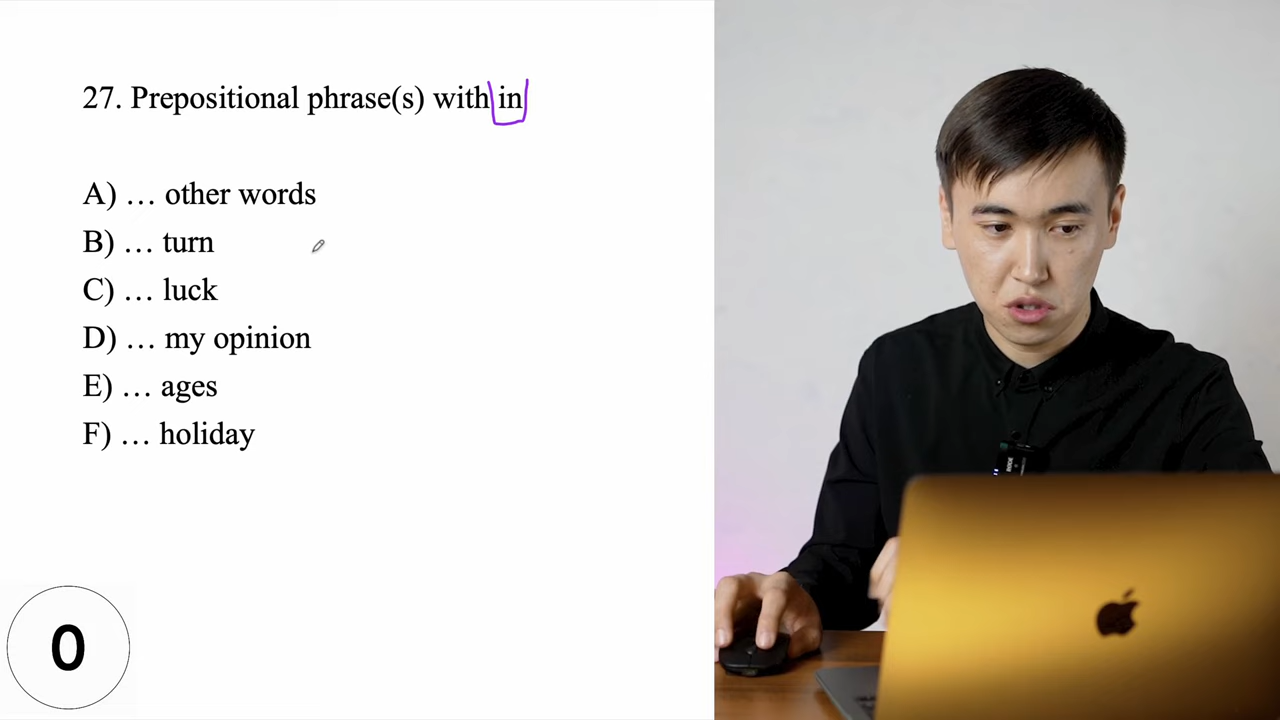 27. Prepositional phrase(s) with in
A) … other words
B) … turn
C) … luck
D) … my opinion
E) … ages
F) … holiday
0